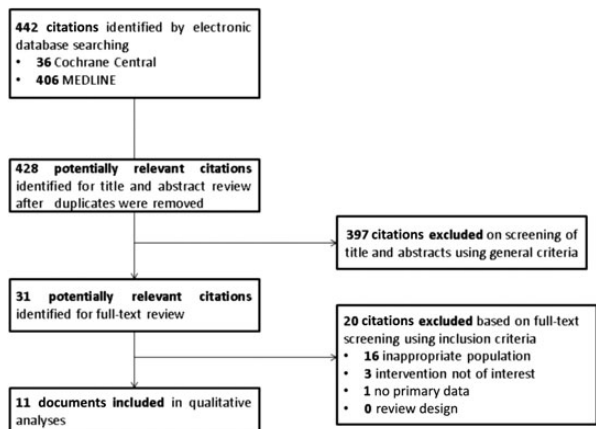 442 citations identified by electronic
database searching
• 36 Cochrane Central
• 406 MEDLINE
428 potentially relevant citations
identified for title and abstract review
after duplicates were removed
397 citations excluded on screening of
title and abstracts using general criteria
31 potentially relevant citations
identified for full-text review
20 citations excluded based on full-text
screening using inclusion criteria
• 16 inappropriate population
• 3 intervention not of interest
• 1 no primary data
• 0 review design
11 documents included in qualitative
analyses